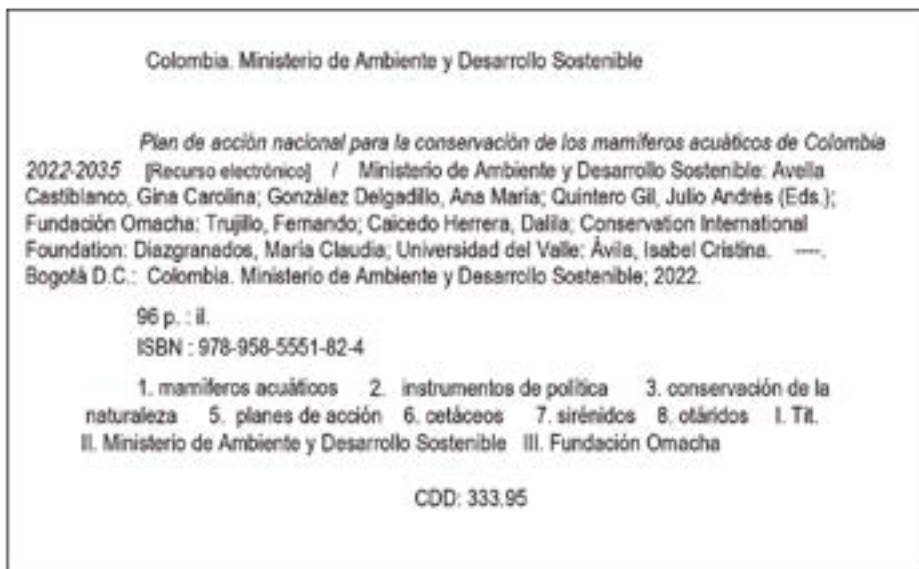 Colombia. Ministerio de Ambiente y Desarrollo Sostenible
Plan de acción nacional para la conservación de los mamíferos acuáticos de Colombia
2022-2035 [Recurso electrónico] / Ministerio de Ambiente y Desarrollo Sostenible: Avella
Castiblanco, Gina Carolina; González Delgadillo, Ana María; Quintero Gil, Julio Andrés (Eds.);
Fundación Omacha: Trujillo, Fernando; Caicedo Herrera, Dalila; Conservation International
Foundation: Diazgranados, María Claudia; Universidad del Valle: Ávila, Isabel Cristina. ----.
Bogotá D.C.: Colombia. Ministerio de Ambiente y Desarrollo Sostenible; 2022.
96 p. : il.
ISBN : 978-958-5551-82-4
1. mamíferos acuáticos 2. instrumentos de política 3. conservación de la
naturaleza 5. planes de acción 6. cetáceos 7. sirénidos 8. otáridos I. Tit.
II. Ministerio de Ambiente y Desarrollo Sostenible III. Fundación Omacha
CDD: 333.95